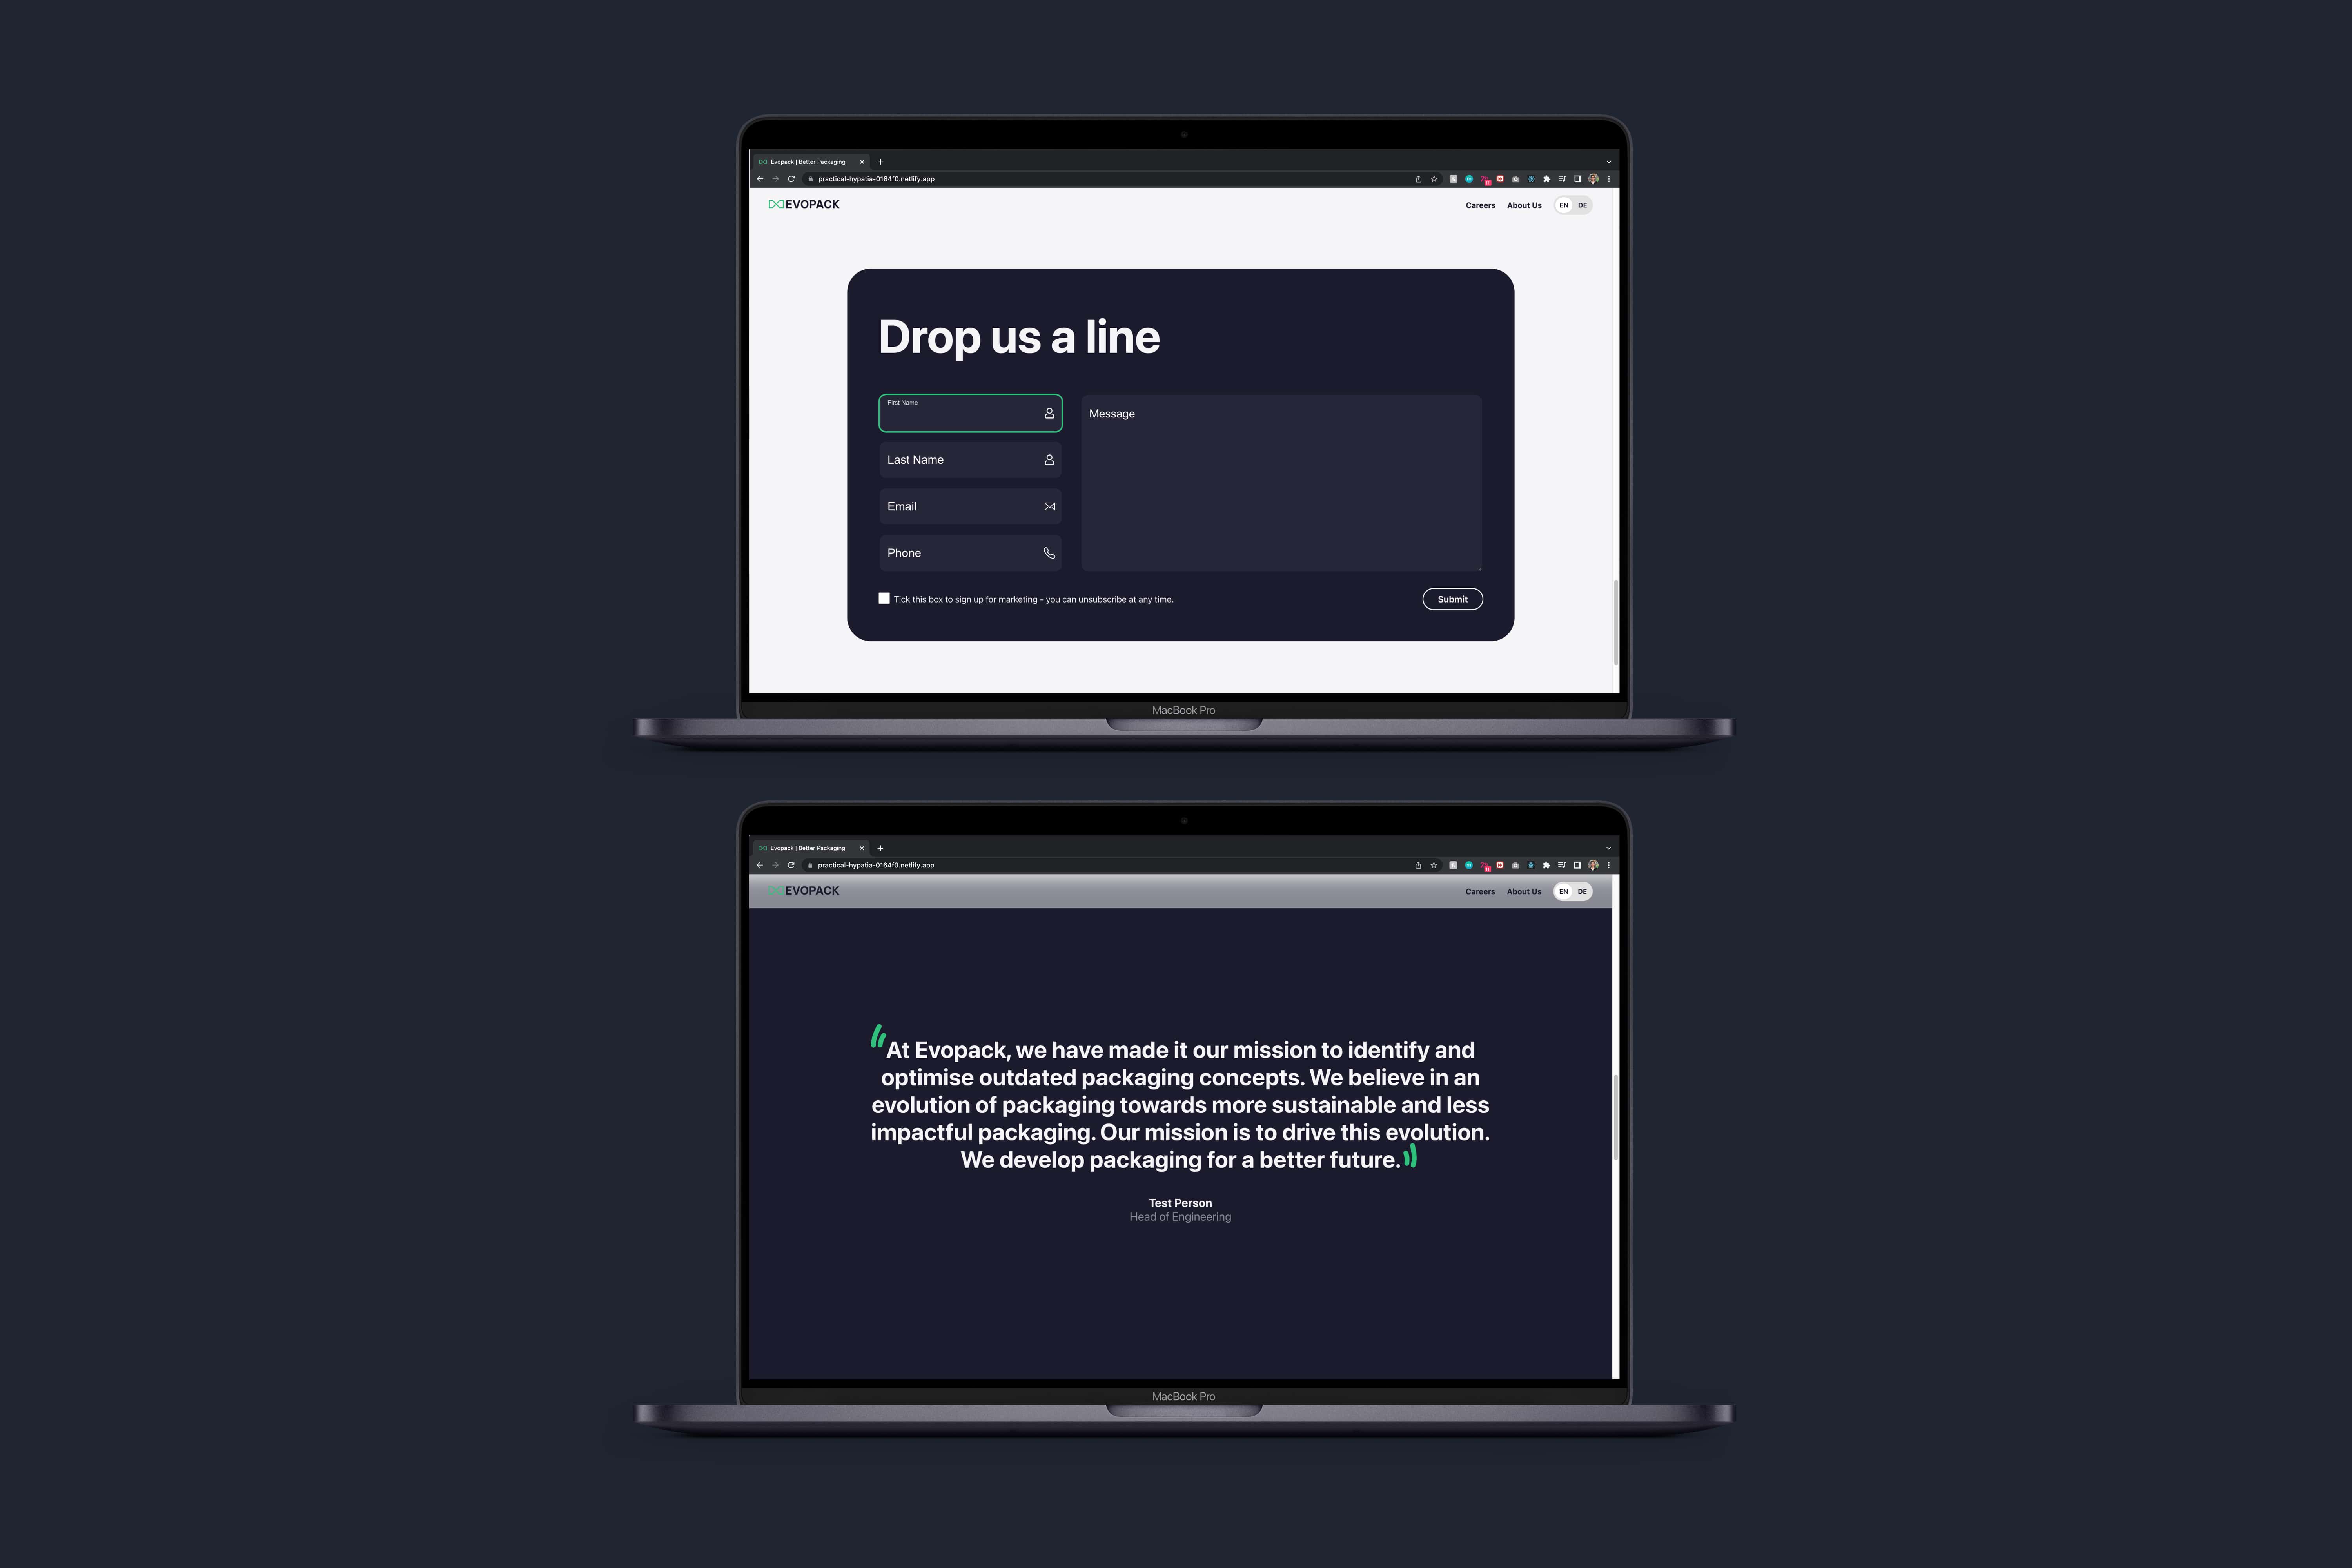 Evopack | Better Packaging
practical-hypatia-0164f0.netlify.app
EVOPACK
Careers About Us EN DE
Drop us a line
First Name
Last Name
Email
Phone
Message
Tick this box to sign up for marketing - you can unsubscribe at any time.
Submit
MacBook Pro
Evopack | Better Packaging
practical-hypatia-0164f0.netlify.app
EVOPACK
Careers About Us EN DE
At Evopack, we have made it our mission to identify and
optimise outdated packaging concepts. We believe in an
evolution of packaging towards more sustainable and less
impactful packaging. Our mission is to drive this evolution.
We develop packaging for a better future.
Test Person
Head of Engineering
MacBook Pro